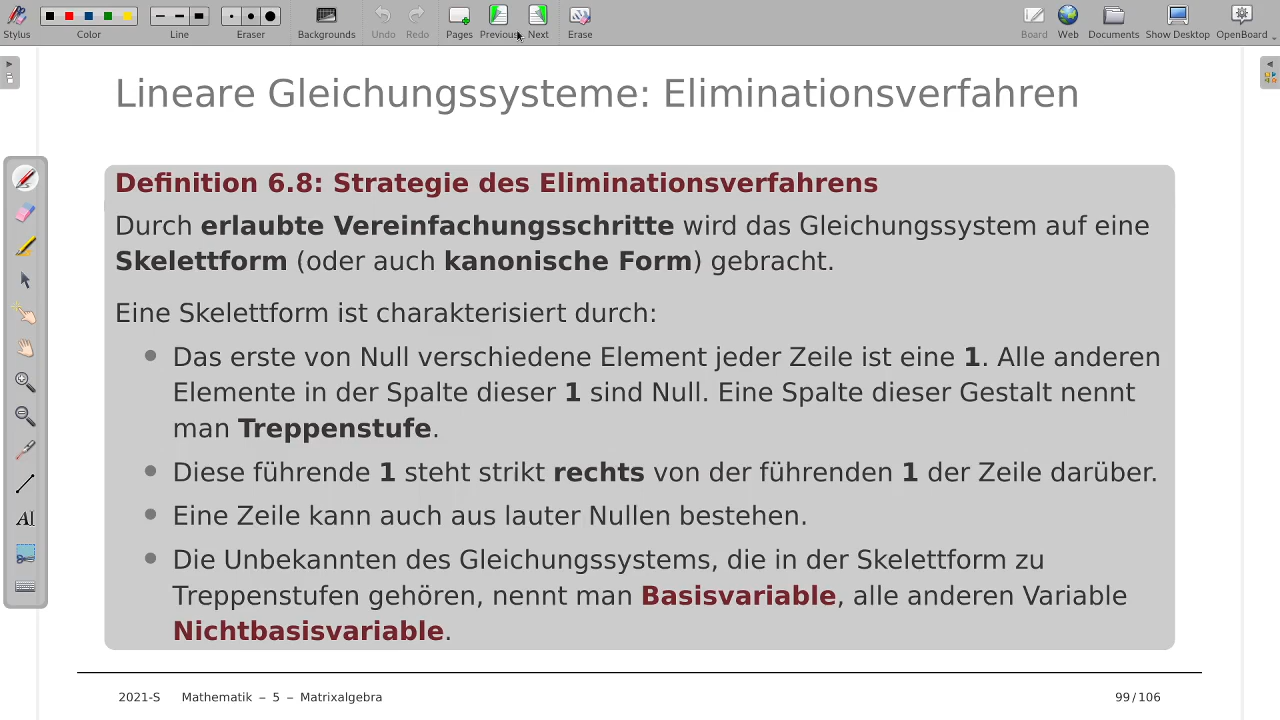 Stylus
Color
Line
Eraser
Backgrounds
Undo
Redo
Pages
Previous
Next
Erase
Board
Web
Documents
Show Desktop
OpenBoard
Lineare Gleichungssysteme: Eliminationsverfahren
Definition 6.8: Strategie des Eliminationsverfahrens
Durch erlaubte Vereinfachungsschritte wird das Gleichungssystem auf eine
Skelettform (oder auch kanonische Form) gebracht.
Eine Skelettform ist charakterisiert durch:
Das erste von Null verschiedene Element jeder Zeile ist eine 1. Alle anderen
Elemente in der Spalte dieser 1 sind Null. Eine Spalte dieser Gestalt nennt
man Treppenstufe.
Diese führende 1 steht strikt rechts von der führenden 1 der Zeile darüber.
Eine Zeile kann auch aus lauter Nullen bestehen.
Die Unbekannten des Gleichungssystems, die in der Skelettform zu
Treppenstufen gehören, nennt man Basisvariable, alle anderen Variable
Nichtbasisvariable.
AI
2021-S Mathematik – 5 – Matrixalgebra
99/106